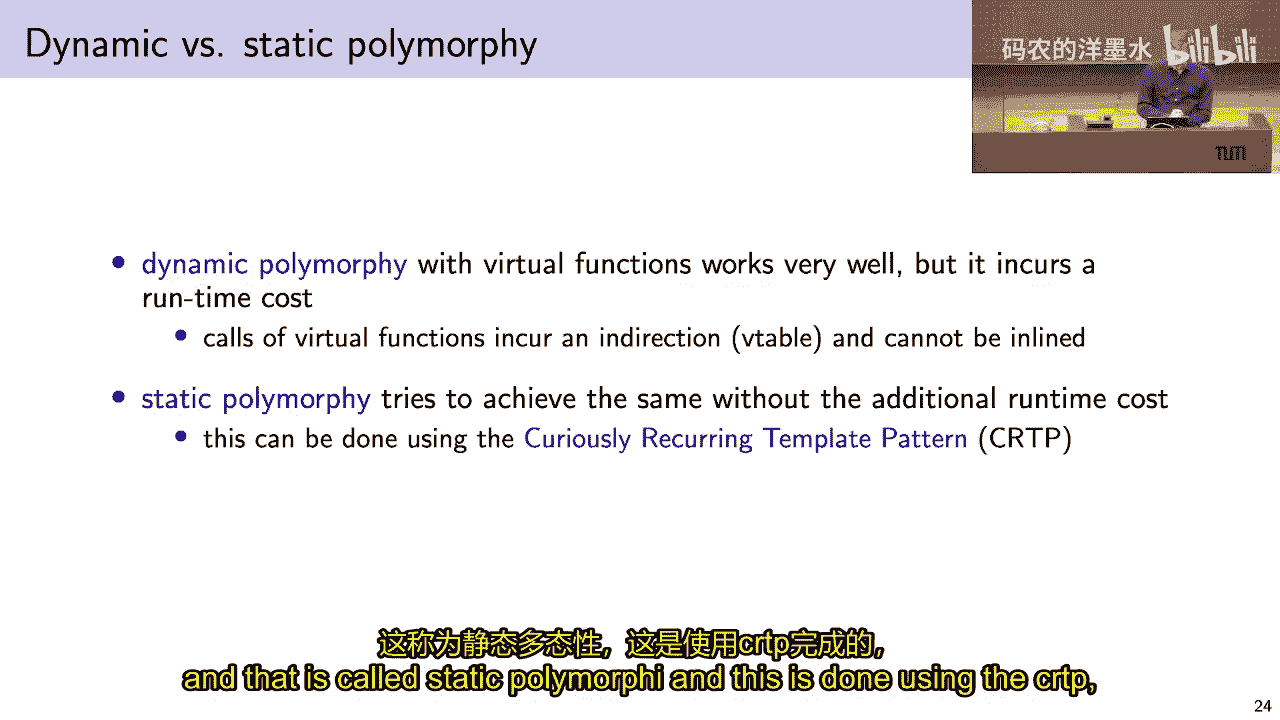 Dynamic vs. static polymorphy
码农的洋墨水 bilibili
TUM
• dynamic polymorphy with virtual functions works very well, but it incurs a
run-time cost
• calls of virtual functions incur an indirection (vtable) and cannot be inlined
• static polymorphy tries to achieve the same without the additional runtime cost
• this can be done using the Curiously Recurring Template Pattern (CRTP)
这称为静态多态性，这是使用crtp完成的，
and that is called static polymorphi and this is done using the crtp,
24